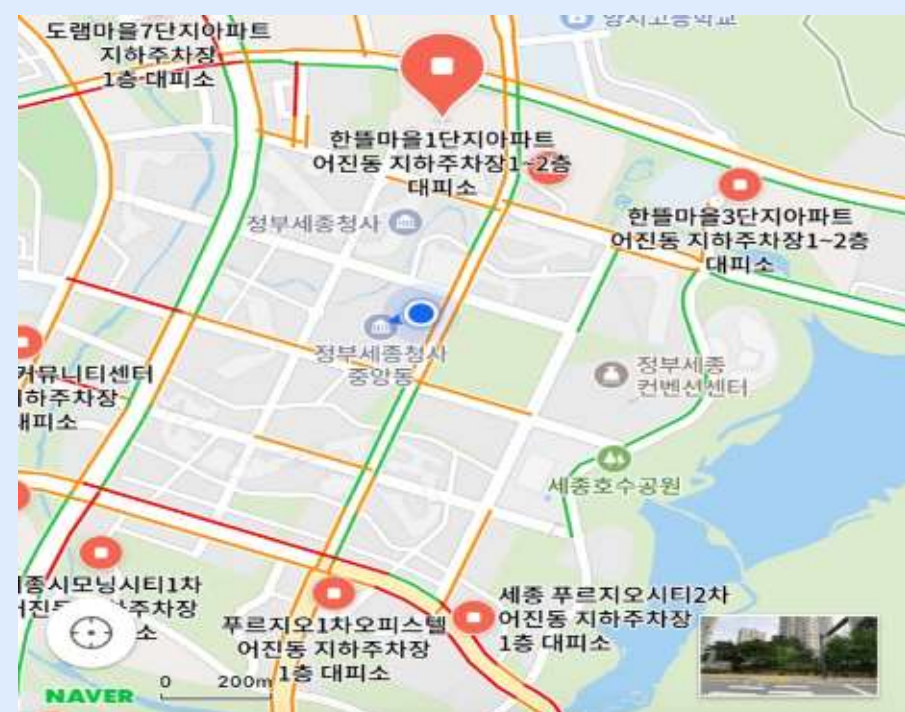 양지고등학교
도램마을7단지아파트
지하주차장
1층 대피소
한뜰마을1단지아파트
어진동 지하주차장1~2층
대피소
한뜰마을3단지아파트
어진동 지하주차장1~2층
대피소
정부세종청사
정부세종청사
중앙동
정부세종
컨벤션센터
커뮤니티센터
하주차장
대피소
세종호수공원
종시모닝시티1차
주차장
소
푸르지오1차오피스텔
어진동 지하주차장
1층 대피소
세종 푸르지오시티2차
어진동 지하주차장
1층 대피소
NAVER
0 200m